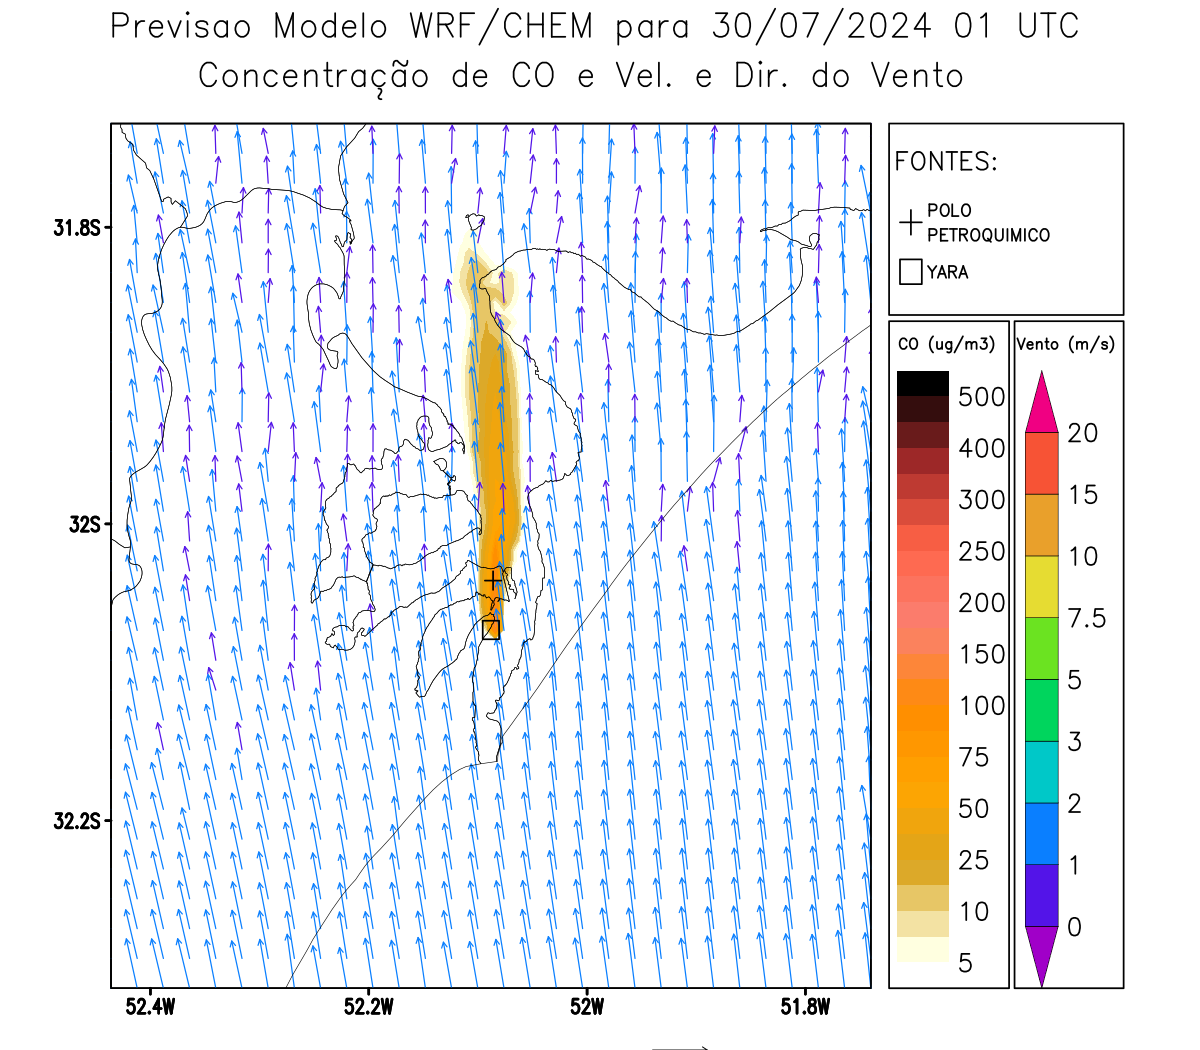 Previsao Modelo WRF/CHEM para 30/07/2024 01 UTC
Concentração de CO e Vel. e Dir. do Vento
FONTES:
POLO
PETROQUIMICO
YARA
CO (ug/m3)
500
400
300
250
200
150
100
75
50
25
10
5
Vento (m/s)
20
15
10
7.5
5
3
2
1
0
31.8S
32S
32.2S
52.4W
52.2W
52W
51.8W